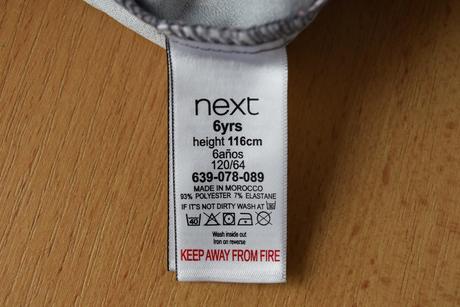 next
6yrs
height 116cm
6años
120/64
639-078-089
MADE IN MOROCCO
93% POLYESTER 7% ELASTANE
IF IT'S NOT DIRTY WASH AT 30
40
Wash inside out
Iron on reverse
KEEP AWAY FROM FIRE